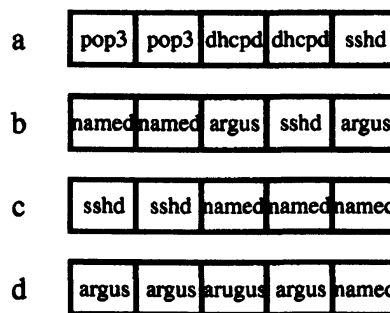 a pop3 pop3 dhcpd dhcpd sshd
b named named argus sshd argus
c sshd sshd named named named
d argus argus arugus argus named